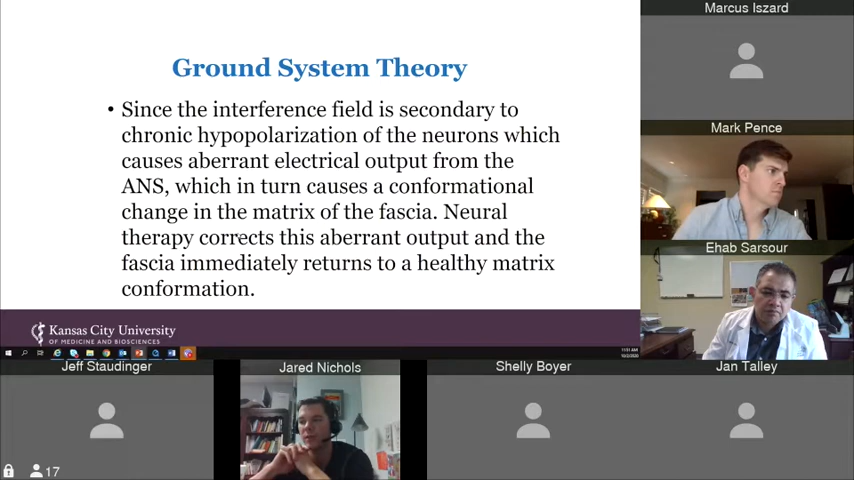 Ground System Theory
• Since the interference field is secondary to
chronic hypopolarization of the neurons which
causes aberrant electrical output from the
ANS, which in turn causes a conformational
change in the matrix of the fascia. Neural
therapy corrects this aberrant output and the
fascia immediately returns to a healthy matrix
conformation.
Kansas City University
OF MEDICINE AND BIOSCIENCES
Marcus Iszard
Mark Pence
Ehab Sarsour
Jeff Staudinger
Jared Nichols
Shelly Boyer
Jan Talley
17